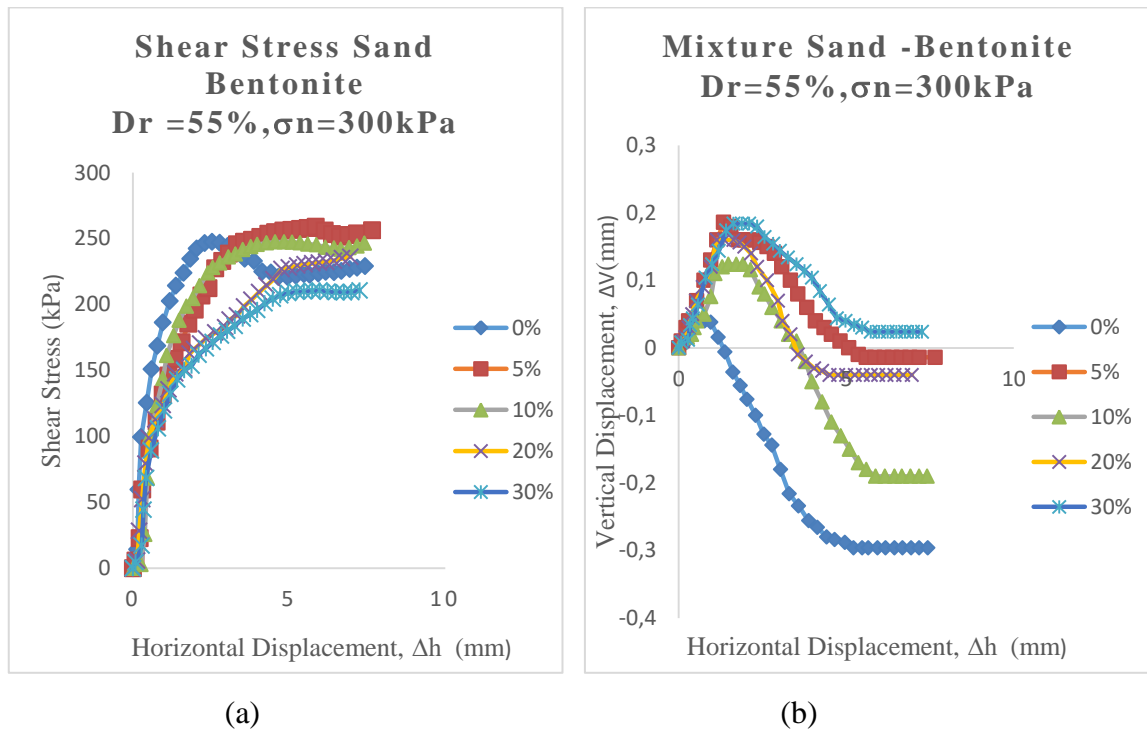 Shear Stress Sand
Bentonite
Dr =55%,σn=300kPa
300
250
200
150
100
50
0
0
5
10
Shear Stress (kPa)
Horizontal Displacement, Δh (mm)
0%
5%
10%
20%
30%
(a)
Mixture Sand -Bentonite
Dr=55%,σn=300kPa
0,3
0,2
0,1
0
-0,1
-0,2
-0,3
-0,4
0
5
10
Vertical Displacement, ΔV(mm)
Horizontal Displacement, Δh (mm)
0%
5%
10%
20%
30%
(b)